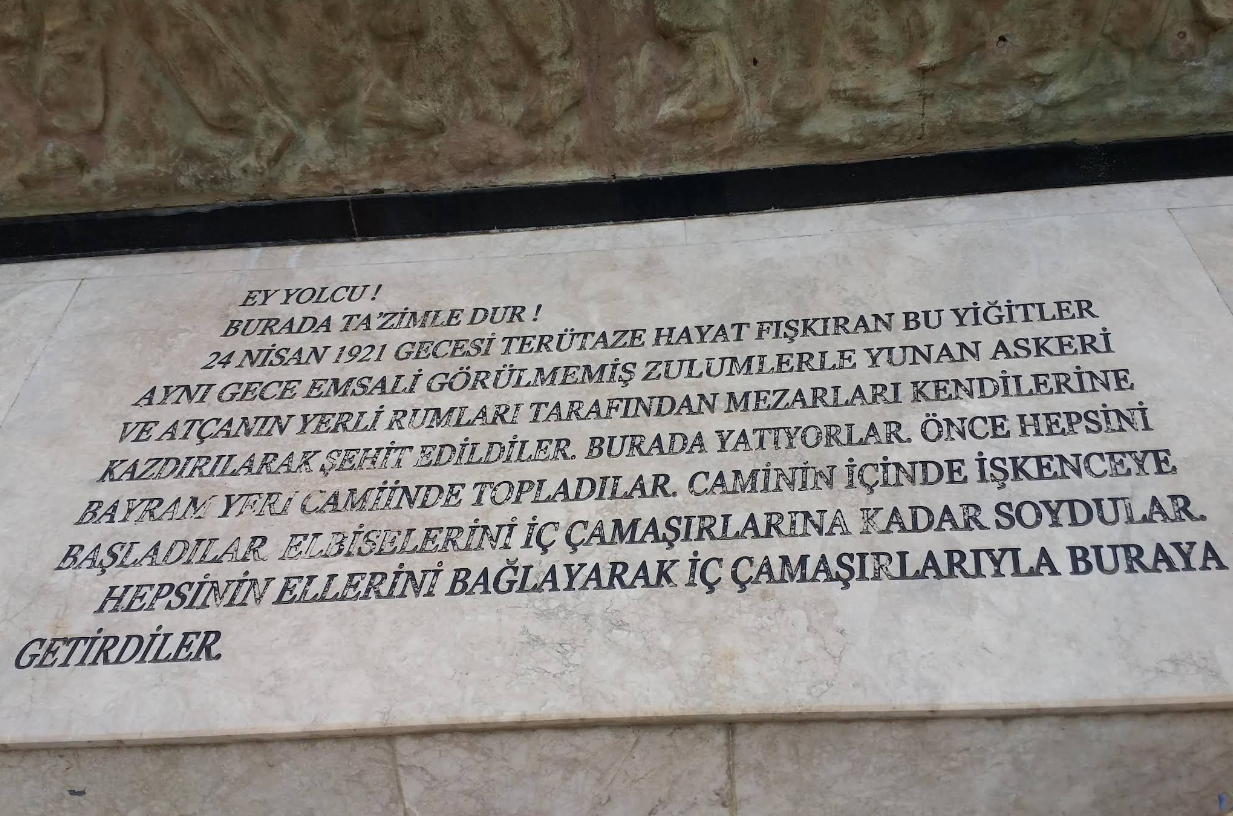 EY YOLCU !
BURADA TA'ZİMLE DUR !
24 NİSAN 1921 GECESİ TERÜTAZE HAYAT FIŞKIRAN BU YİĞİTLER
AYNI GECE EMSALİ GÖRÜLMEMİŞ ZULUMLERLE YUNAN ASKERİ
VE ATÇANIN YERLİ RUMLARI TARAFINDAN MEZARLARI KENDİLERİNE
KAZDIRILARAK ŞEHİT EDİLDİLER. BURADA YATIYORLAR. ÖNCE HEPSİNİ
BAYRAM YERİ CAMİİNDE TOPLADILAR. CAMİNİN İÇİNDE İŞKENCEYE
BAŞLADILAR ELBİSELERİNİ İÇ ÇAMAŞIRLARINA KADAR SOYDULAR.
HEPSİNİN ELLERİNİ BAĞLAYARAK İÇ ÇAMAŞIRLARIYLA BURAYA
GETİRDİLER.